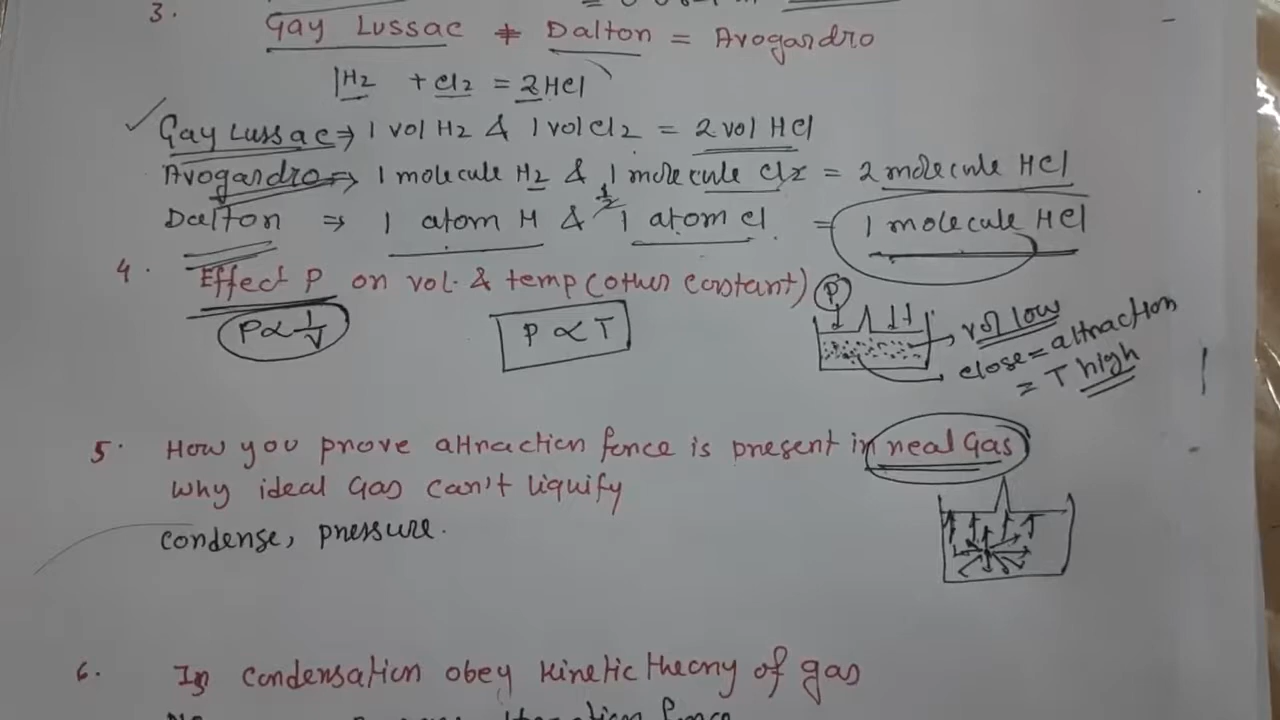 3.
Gay Lussac + Dalton = Avogardro
1H2 + Cl2 = 2HCl
Gay Lussac ⇒ 1 vol H2 & 1 vol Cl2 = 2 vol HCl
Avogardro ⇒ 1 molecule H2 & 1 molecule Cl2 = 2 molecule HCl
Dalton ⇒ 1 atom H & 1 atom Cl = 1 molecule HCl
4. Effect P on vol. & temp (other constant) P
P ∝ 1/V
P ∝ T
vol low
close = attraction
= T high
5. How you prove attraction force is present in real Gas
Why ideal Gas can't liquify
condense, pressure.
6. In condensation obey kinetic theory of gas